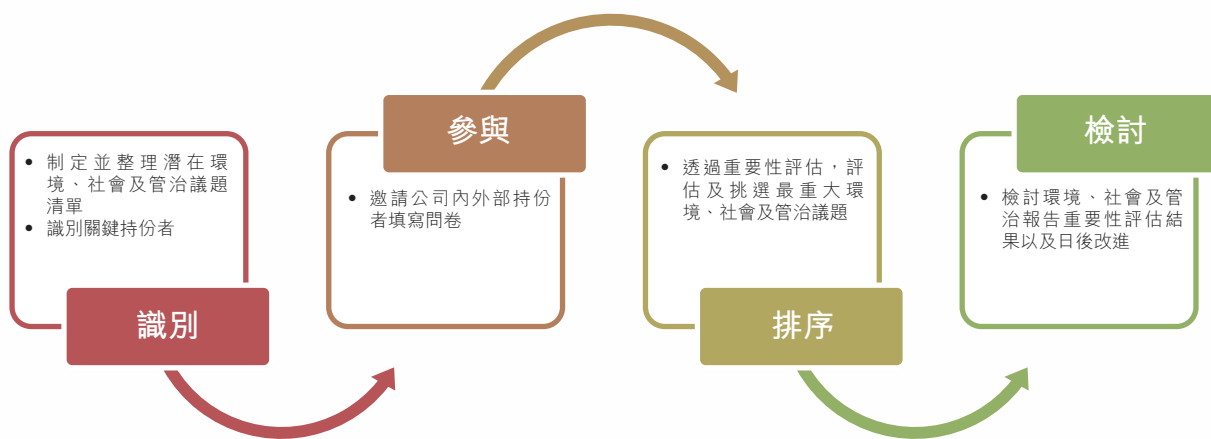 • 制定並整理潛在環
境、社會及管治議題
清單
• 識別關鍵持份者
識別
參與
• 邀請公司內外部持份
者填寫問卷
• 透過重要性評估，評
估及挑選最重大環
境、社會及管治議題
排序
檢討
• 檢討環境、社會及管
治報告重要性評估結
果以及日後改進